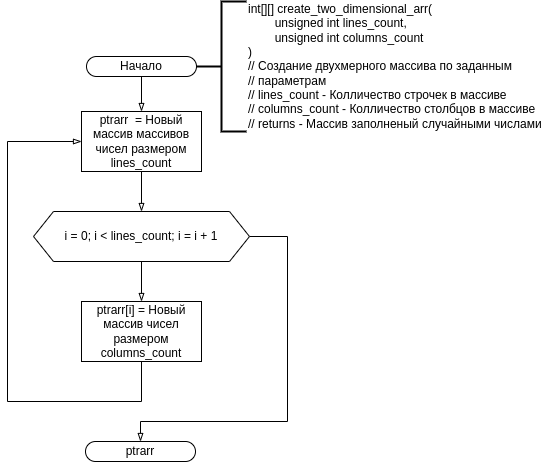 int[][] create_two_dimensional_arr(
unsigned int lines_count,
unsigned int columns_count
)
// Создание двухмерного массива по заданным
// параметрам
// lines_count - Колличество строчек в массиве
// columns_count - Колличество столбцов в массиве
// returns - Массив заполненый случайными числами
Начало
ptrarr = Новый
массив массивов
чисел размером
lines_count
i = 0; i < lines_count; i = i + 1
ptrarr[i] = Новый
массив чисел
размером
columns_count
ptrarr